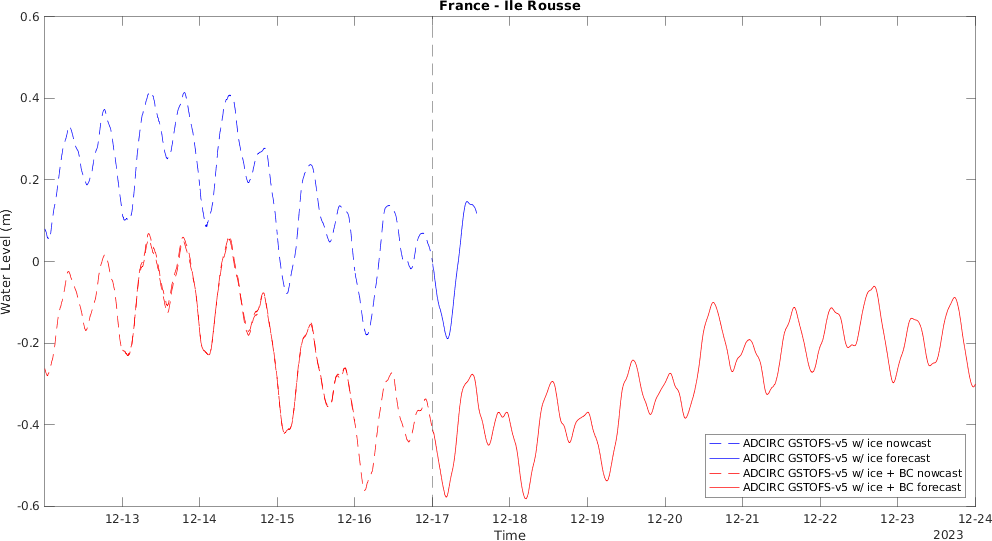 France - Ile Rousse
Water Level (m)
0.6
0.4
0.2
0
-0.2
-0.4
-0.6
ADCIRC GSTOFS-v5 w/ ice nowcast
ADCIRC GSTOFS-v5 w/ ice forecast
ADCIRC GSTOFS-v5 w/ ice + BC nowcast
ADCIRC GSTOFS-v5 w/ ice + BC forecast
12-13 12-14 12-15 12-16 12-17 12-18 12-19 12-20 12-21 12-22 12-23 12-24
Time
2023